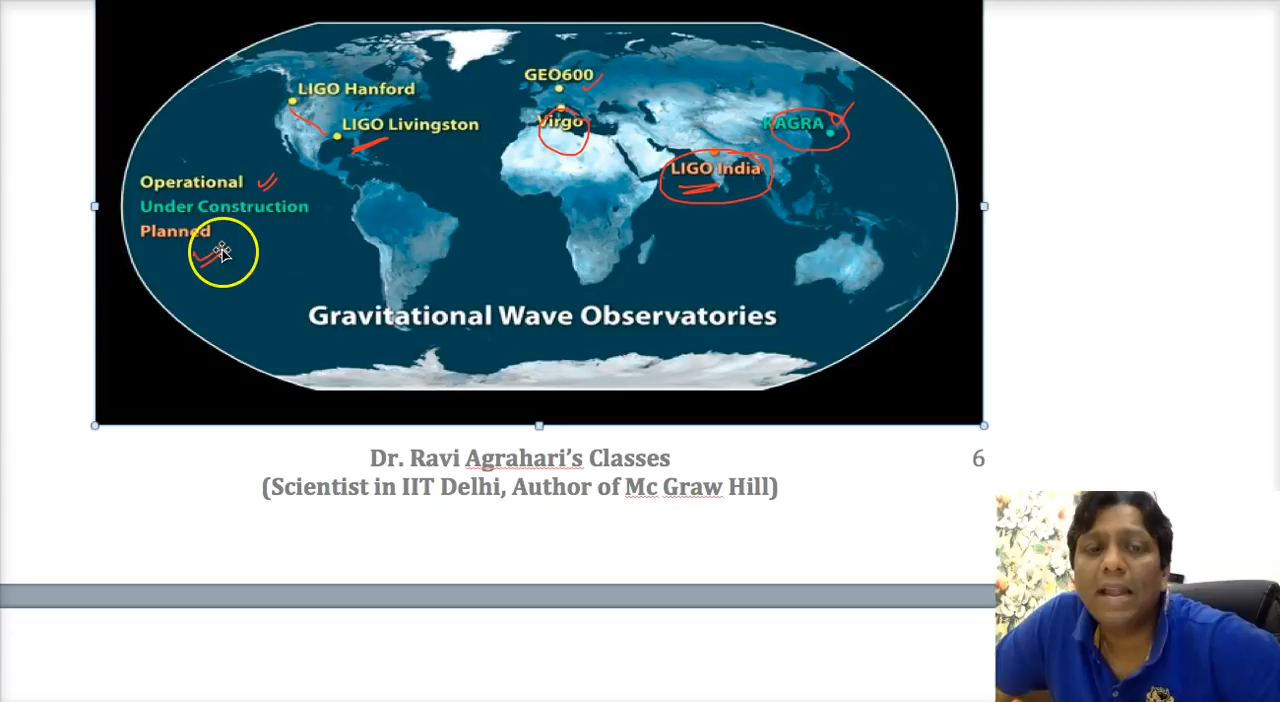 GEO600
LIGO Hanford
Virgo
KAGRA
LIGO Livingston
LIGO India
Operational
Under Construction
Planned
Gravitational Wave Observatories
Dr. Ravi Agrahari’s Classes
6
(Scientist in IIT Delhi, Author of Mc Graw Hill)